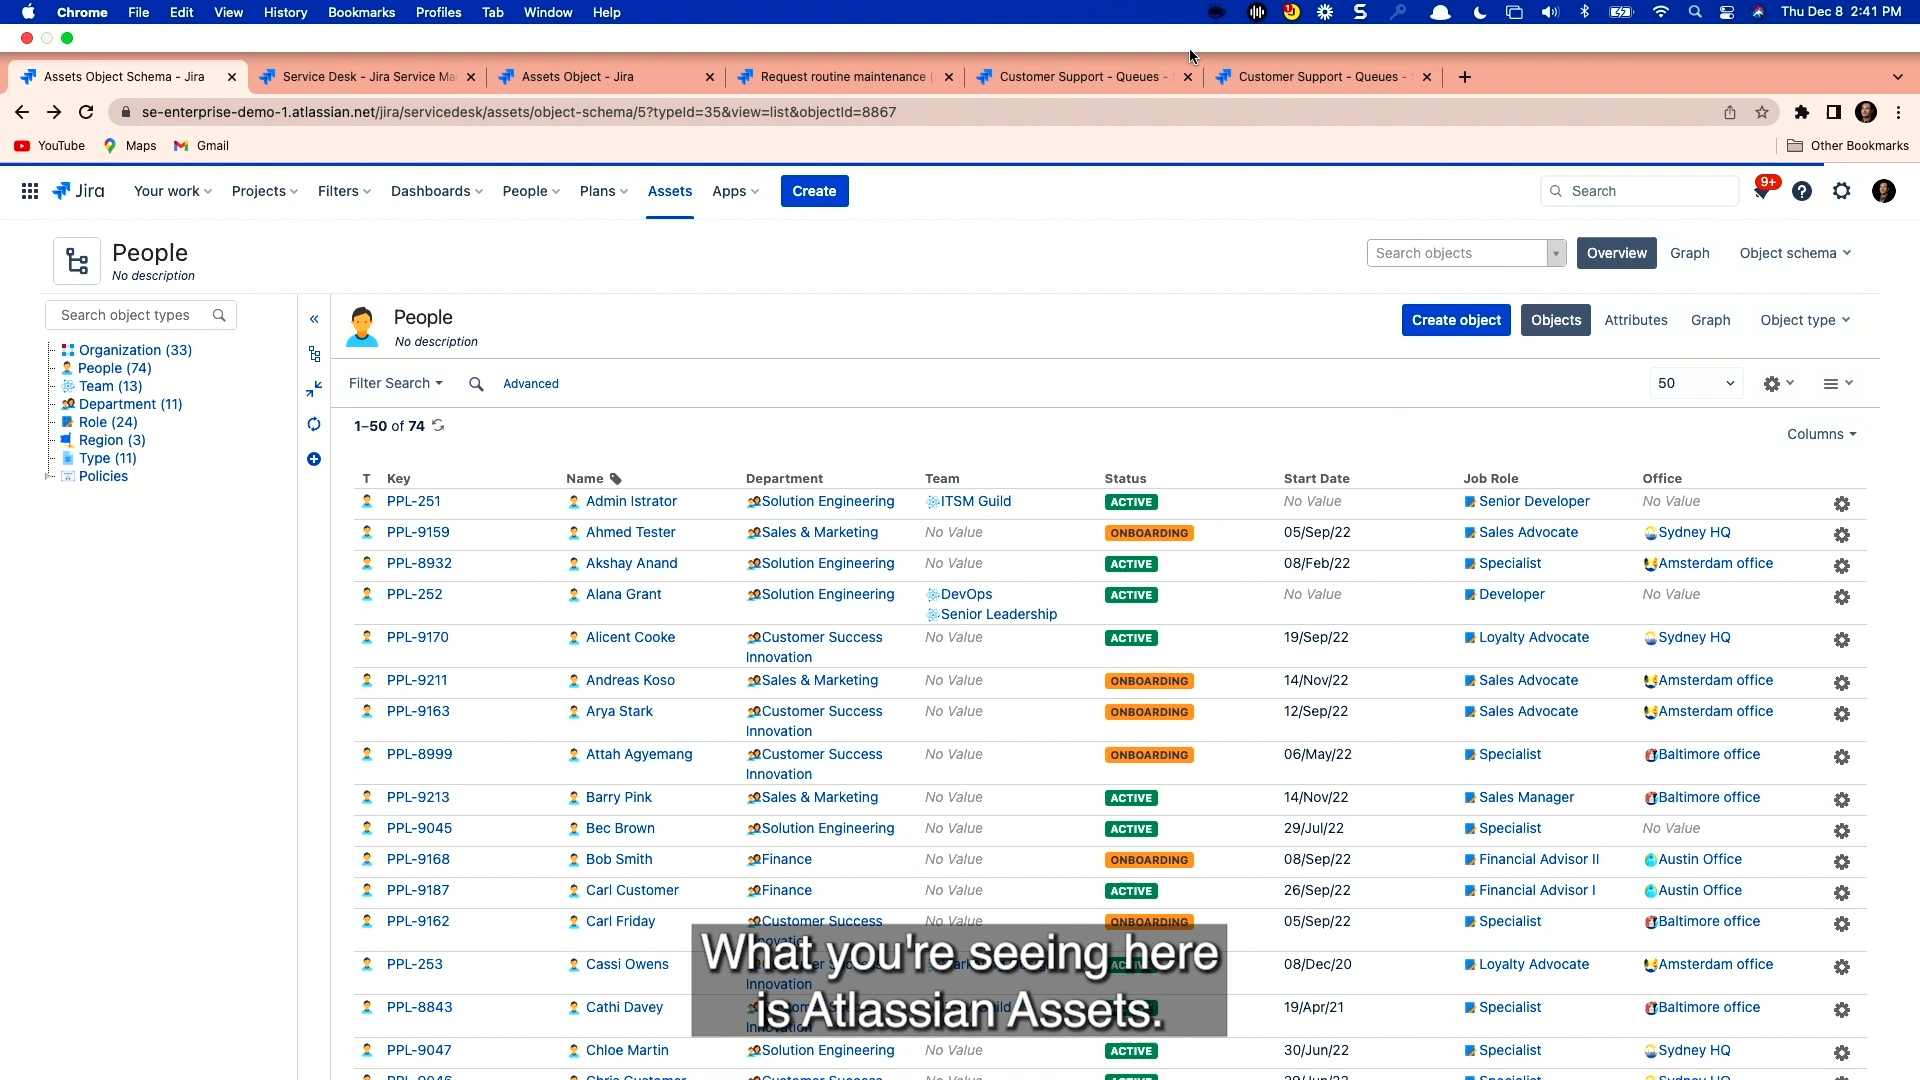 Chrome File Edit View History Bookmarks Profiles Tab Window Help Thu Dec 8 2:41 PM
Assets Object Schema - Jira Service Desk - Jira Service Ma Assets Object - Jira Request routine maintenance Customer Support - Queues - Customer Support - Queues -
se-enterprise-demo-1.atlassian.net/jira/servicedesk/assets/object-schema/5?typeId=35&view=list&objectId=8867
YouTube Maps Gmail Other Bookmarks
Jira Your work Projects Filters Dashboards People Plans Assets Apps Create Search 9+
People
No description
Search objects Overview Graph Object schema
Search object types
Organization (33)
People (74)
Team (13)
Department (11)
Role (24)
Region (3)
Type (11)
Policies
People
No description
Create object Objects Attributes Graph Object type
Filter Search Advanced 50
1–50 of 74
Columns
T Key Name Department Team Status Start Date Job Role Office
PPL-251 Admin Istrator Solution Engineering ITSM Guild ACTIVE No Value Senior Developer No Value
PPL-9159 Ahmed Tester Sales & Marketing No Value ONBOARDING 05/Sep/22 Sales Advocate Sydney HQ
PPL-8932 Akshay Anand Solution Engineering No Value ACTIVE 08/Feb/22 Specialist Amsterdam office
PPL-252 Alana Grant Solution Engineering DevOps ACTIVE No Value Developer No Value
Senior Leadership
PPL-9170 Alicent Cooke Customer Success No Value ACTIVE 19/Sep/22 Loyalty Advocate Sydney HQ
Innovation
PPL-9211 Andreas Koso Sales & Marketing No Value ONBOARDING 14/Nov/22 Sales Advocate Amsterdam office
PPL-9163 Arya Stark Customer Success No Value ONBOARDING 12/Sep/22 Sales Advocate Amsterdam office
Innovation
PPL-8999 Attah Agyemang Customer Success No Value ONBOARDING 06/May/22 Specialist Baltimore office
Innovation
PPL-9213 Barry Pink Sales & Marketing No Value ACTIVE 14/Nov/22 Sales Manager Baltimore office
PPL-9045 Bec Brown Solution Engineering No Value ACTIVE 29/Jul/22 Specialist No Value
PPL-9168 Bob Smith Finance No Value ONBOARDING 08/Sep/22 Financial Advisor II Austin Office
PPL-9187 Carl Customer Finance No Value ACTIVE 26/Sep/22 Financial Advisor I Austin Office
PPL-9162 Carl Friday Customer Success No Value ONBOARDING 05/Sep/22 Specialist Baltimore office
PPL-253 Cassi Owens 08/Dec/20 Loyalty Advocate Amsterdam office
Innovation
PPL-8843 Cathi Davey 19/Apr/21 Specialist Baltimore office
PPL-9047 Chloe Martin Solution Engineering No Value ACTIVE 30/Jun/22 Specialist Sydney HQ
What you're seeing here
is Atlassian Assets.